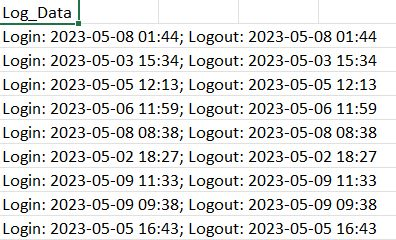 Log_Data
Login: 2023-05-08 01:44; Logout: 2023-05-08 01:44
Login: 2023-05-03 15:34; Logout: 2023-05-03 15:34
Login: 2023-05-05 12:13; Logout: 2023-05-05 12:13
Login: 2023-05-06 11:59; Logout: 2023-05-06 11:59
Login: 2023-05-08 08:38; Logout: 2023-05-08 08:38
Login: 2023-05-02 18:27; Logout: 2023-05-02 18:27
Login: 2023-05-09 11:33; Logout: 2023-05-09 11:33
Login: 2023-05-09 09:38; Logout: 2023-05-09 09:38
Login: 2023-05-05 16:43; Logout: 2023-05-05 16:43